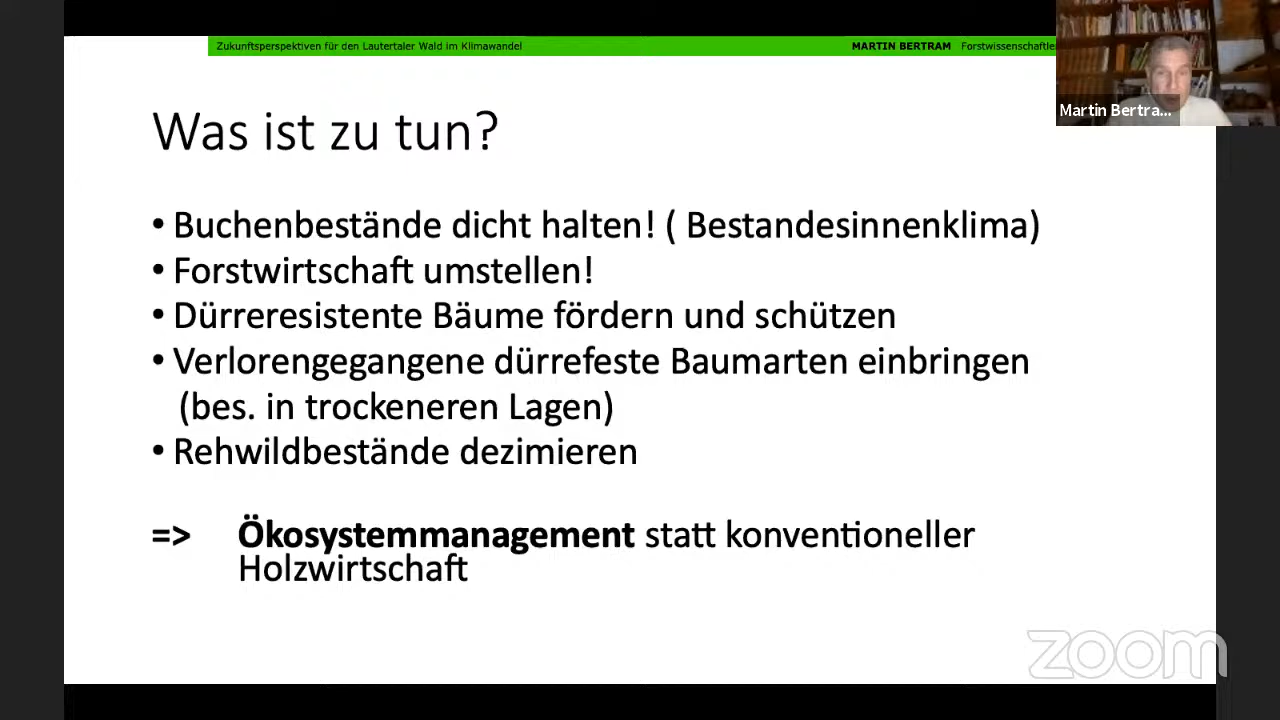 Zukunftsperspektiven für den Lautertaler Wald im Klimawandel
MARTIN BERTRAM Forstwissenschaftle
Martin Bertra...
Was ist zu tun?
• Buchenbestände dicht halten! ( Bestandesinnenklima)
• Forstwirtschaft umstellen!
• Dürreresistente Bäume fördern und schützen
• Verlorengegangene dürrefeste Baumarten einbringen
(bes. in trockeneren Lagen)
• Rehwildbestände dezimieren
=> Ökosystemmanagement statt konventioneller
Holzwirtschaft
zoom